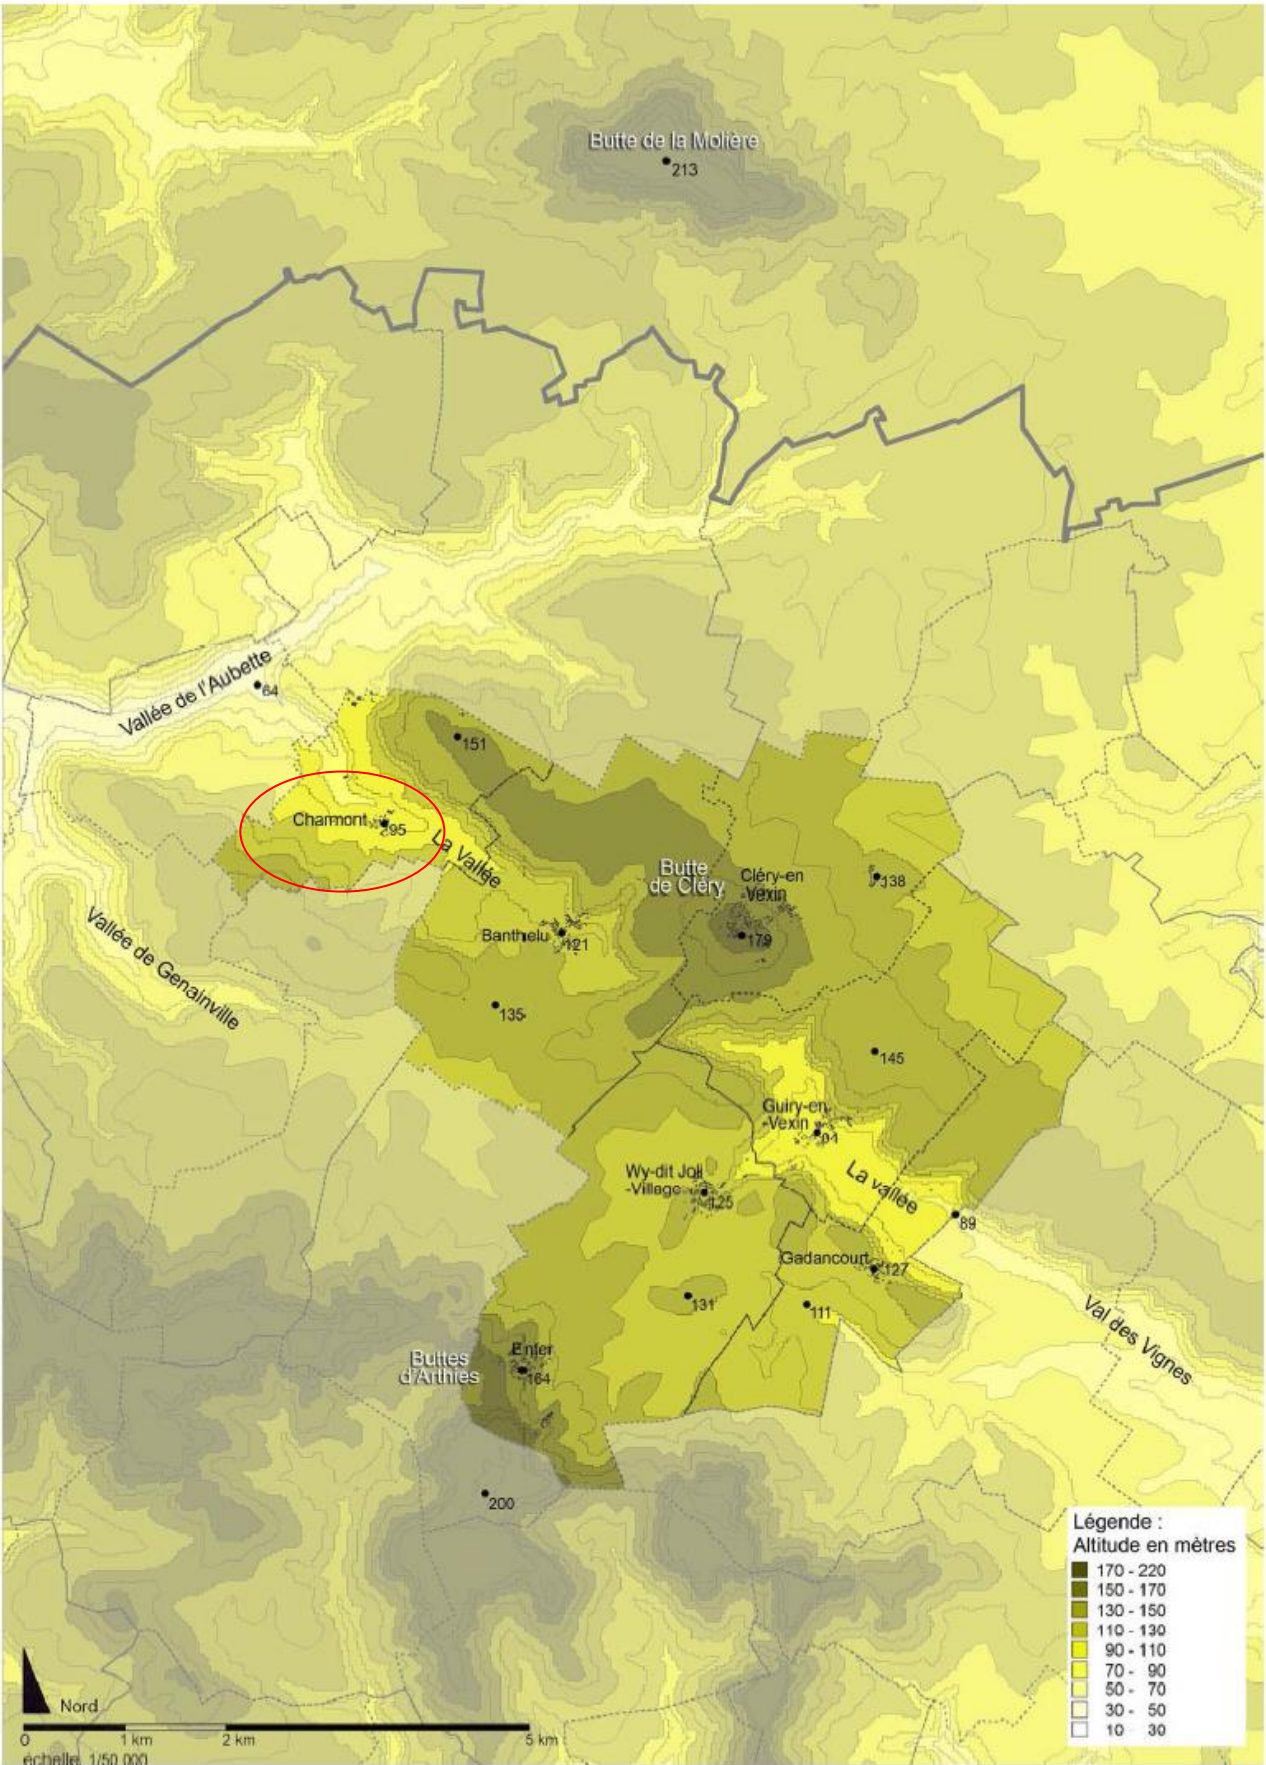 Butte de la Molière
213
Vallée de l'Aubette
64
151
Charmont
95
La Vallée
Butte
de Cléry
Cléry-en
-Vexin
138
179
Vallée de Genainville
Banthelu
121
135
145
Guiry-en-
-Vexin
91
Wy-dit Joli
-Village
125
La vallée
89
Gadancourt
127
131
111
Val des Vignes
Buttes
d'Arthies
Enfer
164
200
Légende :
Altitude en mètres
170 - 220
150 - 170
130 - 150
110 - 130
90 - 110
70 - 90
50 - 70
30 - 50
10 30
Nord
0 1 km 2 km 5 km
échelle 1/50 000